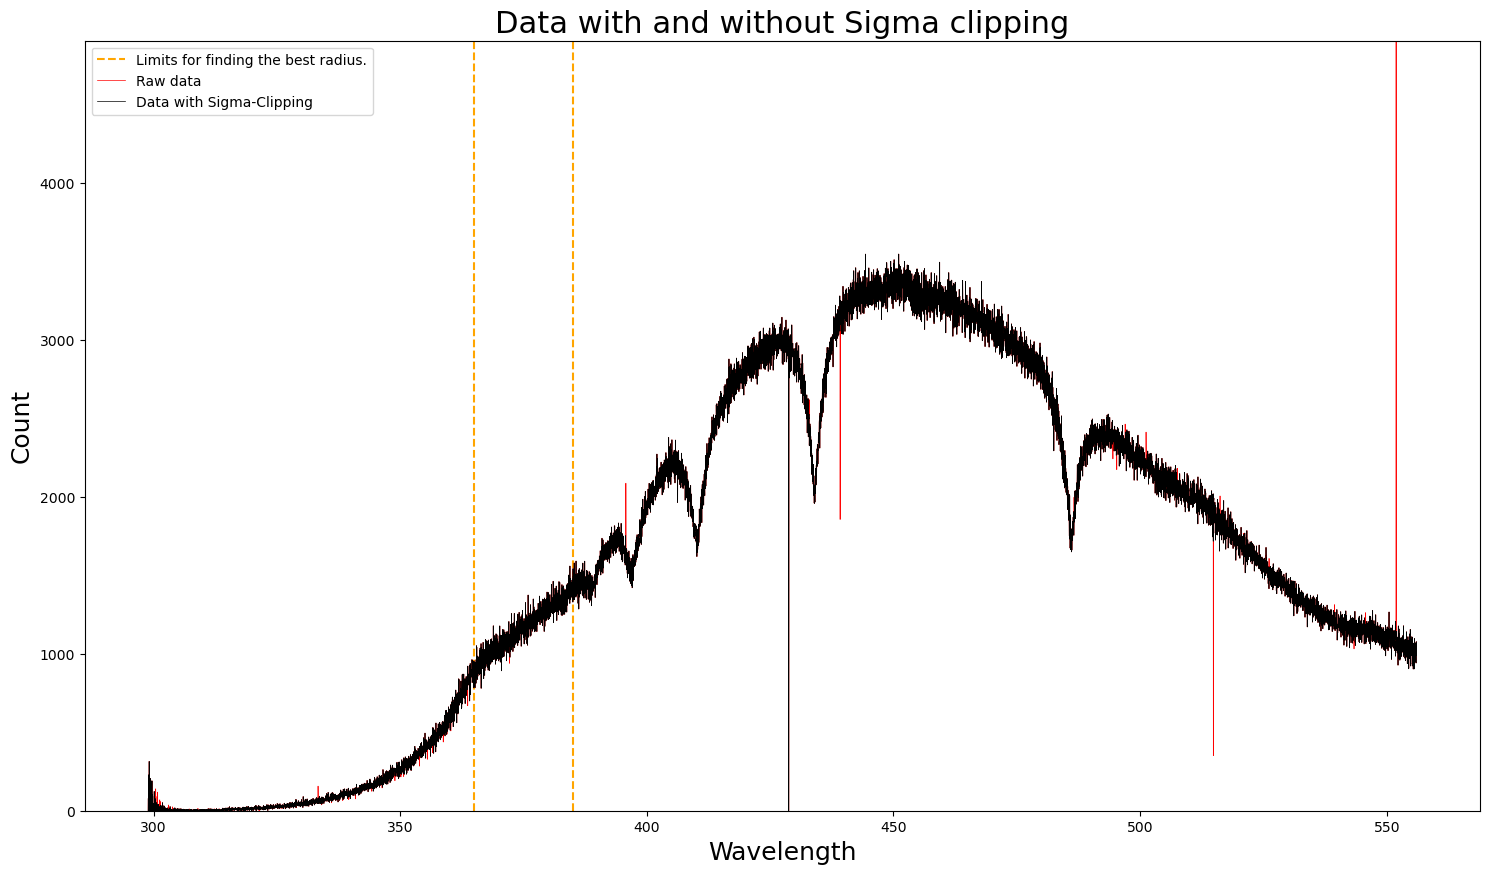 Data with and without Sigma clipping
Limits for finding the best radius.
Raw data
Data with Sigma-Clipping
4000
3000
2000
1000
0
Count
300 350 400 450 500 550
Wavelength